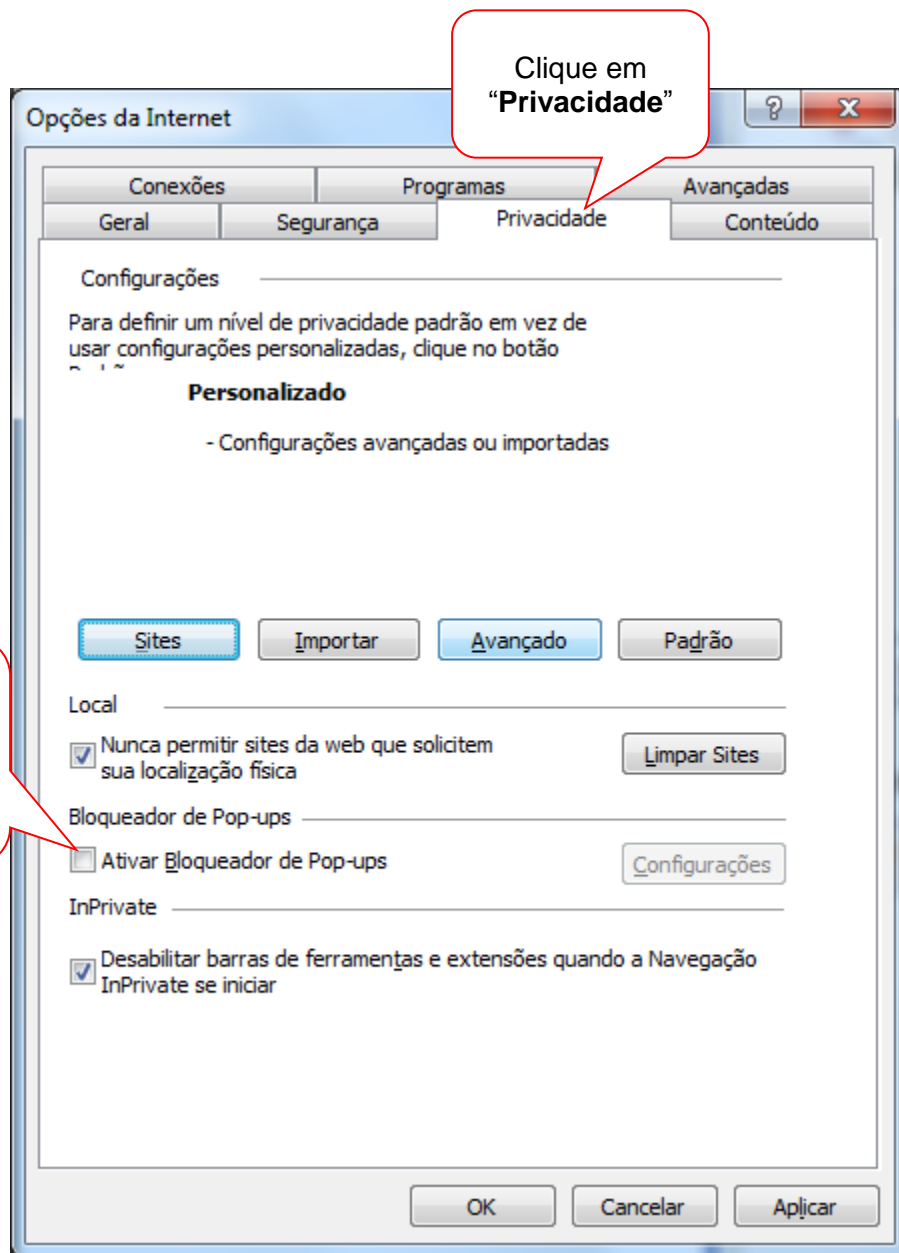 Clique em
“Privacidade”
Opções da Internet
Conexões Programas Avançadas
Geral Segurança Privacidade Conteúdo
Configurações
Para definir um nível de privacidade padrão em vez de
usar configurações personalizadas, clique no botão
Personalizado
- Configurações avançadas ou importadas
Sites Importar Avançado Padrão
Local
Nunca permitir sites da web que solicitem
sua localização física
Limpar Sites
Bloqueador de Pop-ups
Ativar Bloqueador de Pop-ups
Configurações
InPrivate
Desabilitar barras de ferramentas e extensões quando a Navegação
InPrivate se iniciar
OK Cancelar Aplicar